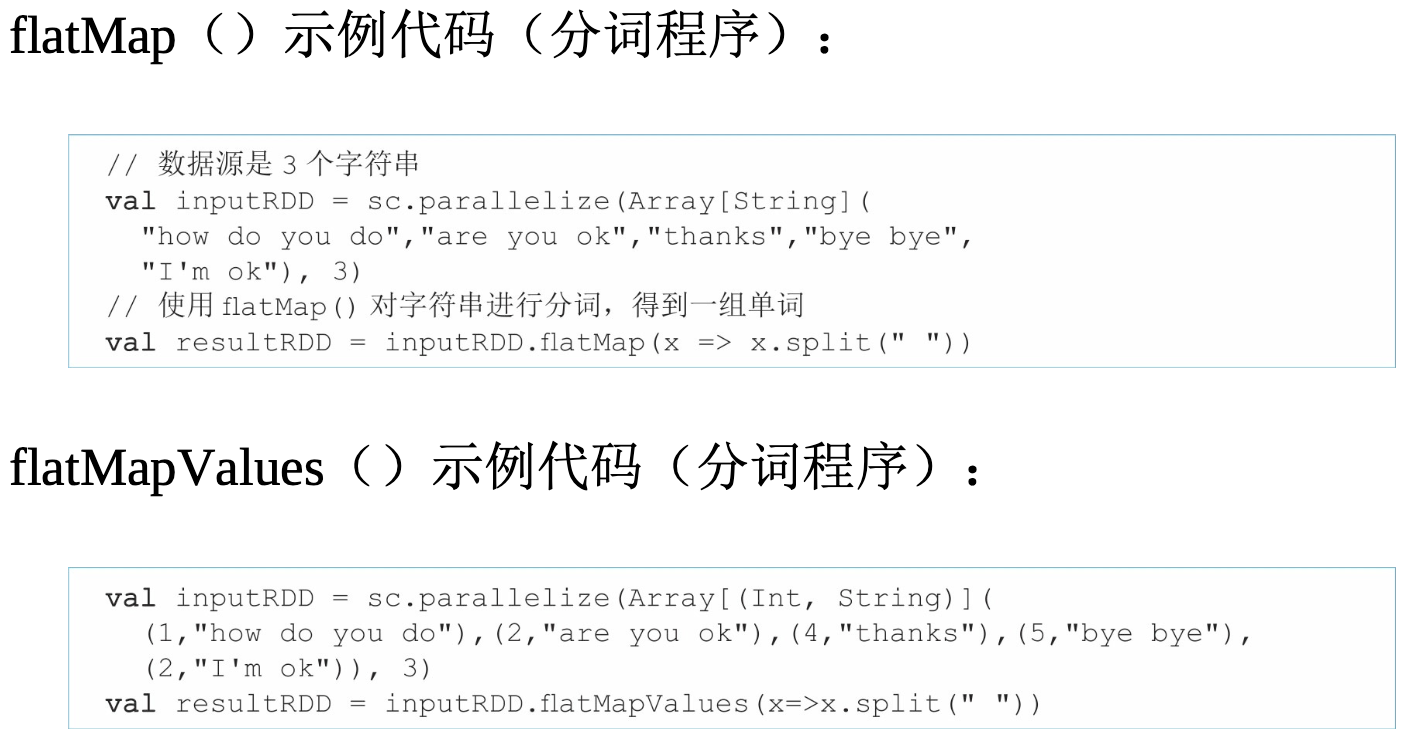 flatMap（）示例代码（分词程序）：
// 数据源是 3 个字符串
val inputRDD = sc.parallelize(Array[String](
"how do you do","are you ok","thanks","bye bye",
"I'm ok"), 3)
// 使用 flatMap() 对字符串进行分词，得到一组单词
val resultRDD = inputRDD.flatMap(x => x.split(" "))
flatMapValues（）示例代码（分词程序）：
val inputRDD = sc.parallelize(Array[(Int, String)](
(1,"how do you do"),(2,"are you ok"),(4,"thanks"),(5,"bye bye"),
(2,"I'm ok")), 3)
val resultRDD = inputRDD.flatMapValues(x=>x.split(" "))